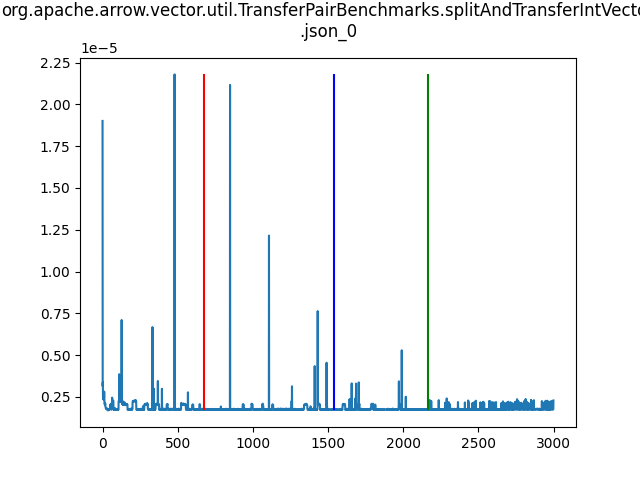 org.apache.arrow.vector.util.TransferPairBenchmarks.splitAndTransferIntVecto
.json_0
1e−5
2.25
2.00
1.75
1.50
1.25
1.00
0.75
0.50
0.25
0 500 1000 1500 2000 2500 3000